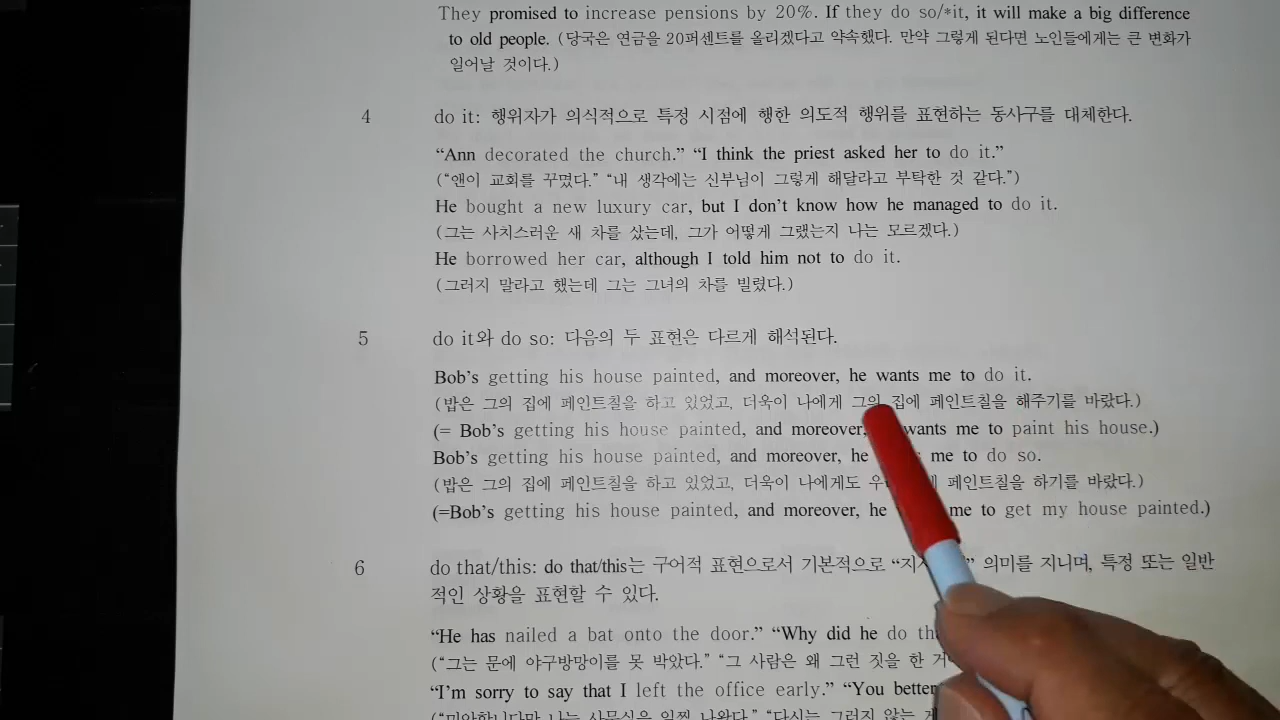 They promised to increase pensions by 20%. If they do so/*it, it will make a big difference
to old people. (당국은 연금을 20퍼센트를 올리겠다고 약속했다. 만약 그렇게 된다면 노인들에게는 큰 변화가
일어날 것이다.)
4 do it: 행위자가 의식적으로 특정 시점에 행한 의도적 행위를 표현하는 동사구를 대체한다.
“Ann decorated the church.” “I think the priest asked her to do it.”
(“앤이 교회를 꾸몄다.” “내 생각에는 신부님이 그렇게 해달라고 부탁한 것 같다.”)
He bought a new luxury car, but I don’t know how he managed to do it.
(그는 사치스러운 새 차를 샀는데, 그가 어떻게 그랬는지 나는 모르겠다.)
He borrowed her car, although I told him not to do it.
(그러지 말라고 했는데 그는 그녀의 차를 빌렸다.)
5 do it와 do so: 다음의 두 표현은 다르게 해석된다.
Bob’s getting his house painted, and moreover, he wants me to do it.
(밥은 그의 집에 페인트칠을 하고 있었고, 더욱이 나에게 그의 집에 페인트칠을 해주기를 바랐다.)
(= Bob’s getting his house painted, and moreover, wants me to paint his house.)
Bob’s getting his house painted, and moreover, he me to do so.
(밥은 그의 집에 페인트칠을 하고 있었고, 더욱이 나에게도 페인트칠을 하기를 바랐다.)
(=Bob’s getting his house painted, and moreover, he me to get my house painted.)
6 do that/this: do that/this는 구어적 표현으로서 기본적으로 의미를 지니며, 특정 또는 일반
적인 상황을 표현할 수 있다.
“He has nailed a bat onto the door.” “Why did he do
(“그는 문에 야구방망이를 못 박았다.” “그 사람은 왜 그런 짓을 한
“I’m sorry to say that I left the office early.” “You better